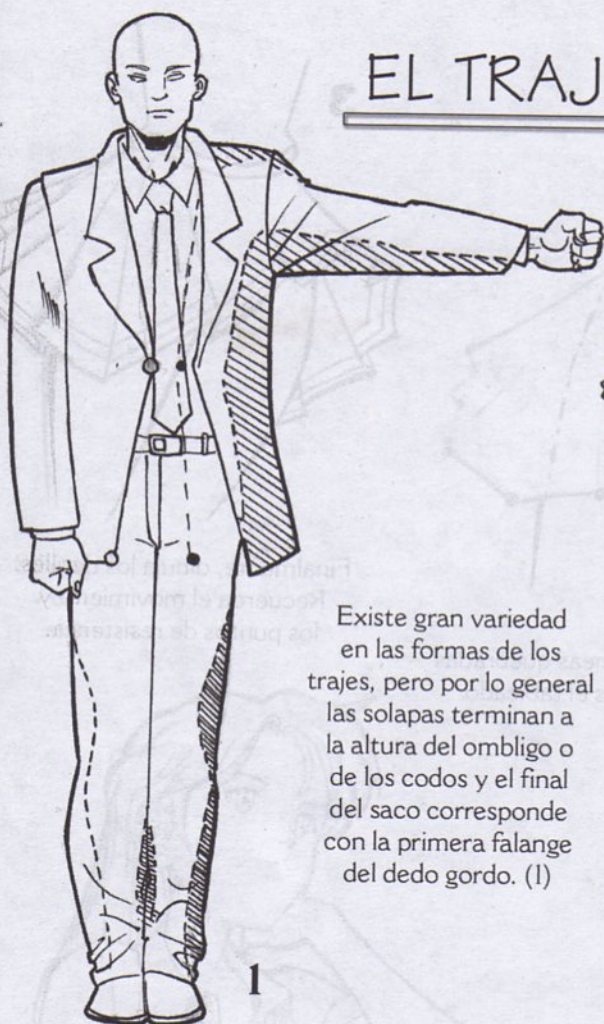 EL TRAJ
Existe gran variedad
en las formas de los
trajes, pero por lo general
las solapas terminan a
la altura del ombligo o
de los codos y el final
del saco corresponde
con la primera falange
del dedo gordo. (1)
1